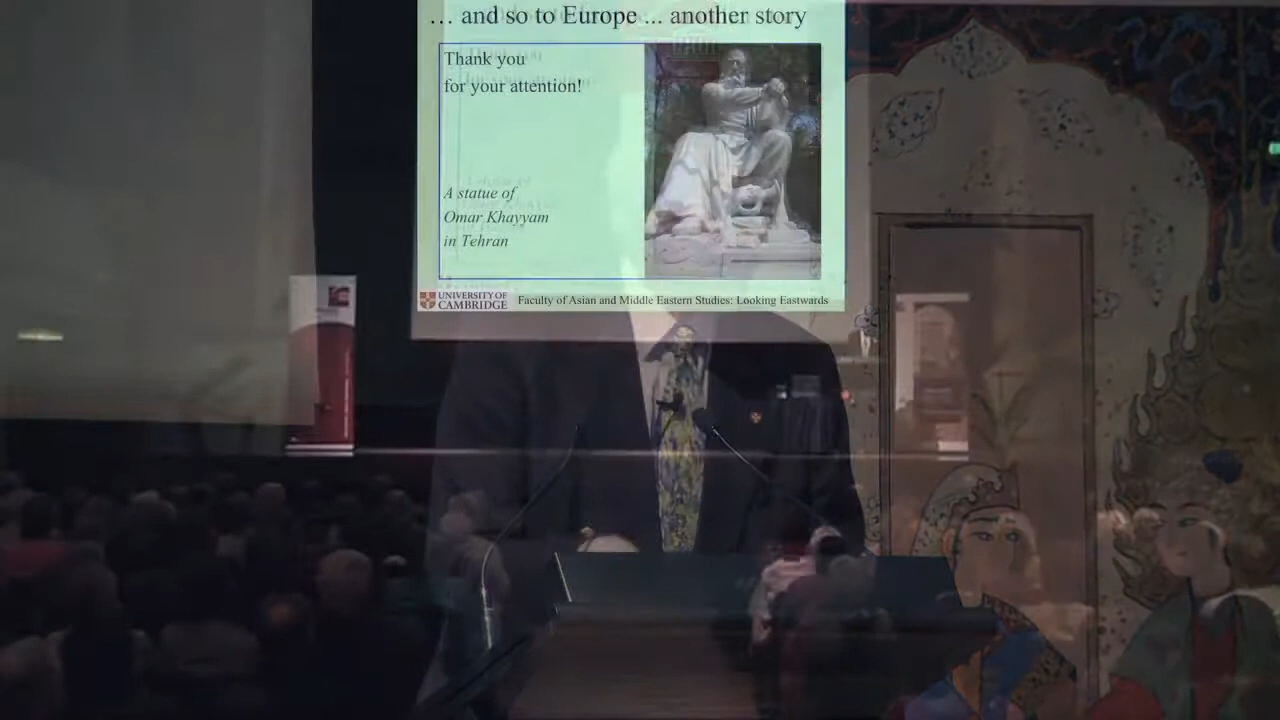 … and so to Europe ... another story
Thank you
for your attention!
A statue of
Omar Khayyam
in Tehran
UNIVERSITY OF
CAMBRIDGE
Faculty of Asian and Middle Eastern Studies: Looking Eastwards